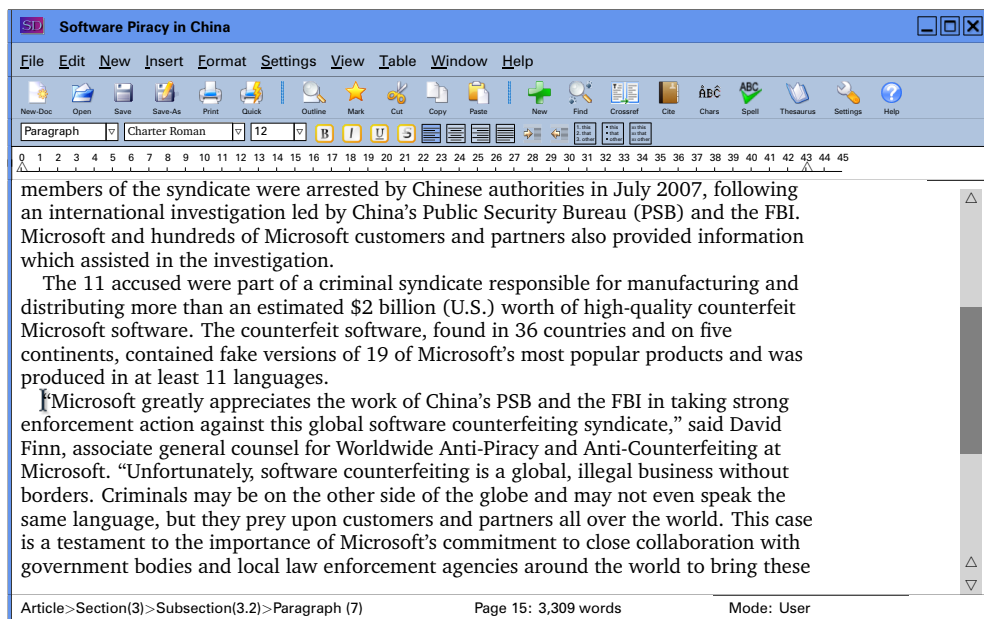 SD Software Piracy in China
File Edit New Insert Format Settings View Table Window Help
ÂBĈ ABC
New-Doc Open Save Save-As Print Quick Outline Star Cut Copy Paste New Find Crossref Cite Chars Spell Thesaurus Settings Help
Paragraph Charter Roman 12 B I U S
0 1 2 3 4 5 6 7 8 9 10 11 12 13 14 15 16 17 18 19 20 21 22 23 24 25 26 27 28 29 30 31 32 33 34 35 36 37 38 39 40 41 42 43 44 45
members of the syndicate were arrested by Chinese authorities in July 2007, following
an international investigation led by China’s Public Security Bureau (PSB) and the FBI.
Microsoft and hundreds of Microsoft customers and partners also provided information
which assisted in the investigation.
The 11 accused were part of a criminal syndicate responsible for manufacturing and
distributing more than an estimated $2 billion (U.S.) worth of high-quality counterfeit
Microsoft software. The counterfeit software, found in 36 countries and on five
continents, contained fake versions of 19 of Microsoft’s most popular products and was
produced in at least 11 languages.
“Microsoft greatly appreciates the work of China’s PSB and the FBI in taking strong
enforcement action against this global software counterfeiting syndicate,” said David
Finn, associate general counsel for Worldwide Anti-Piracy and Anti-Counterfeiting at
Microsoft. “Unfortunately, software counterfeiting is a global, illegal business without
borders. Criminals may be on the other side of the globe and may not even speak the
same language, but they prey upon customers and partners all over the world. This case
is a testament to the importance of Microsoft’s commitment to close collaboration with
government bodies and local law enforcement agencies around the world to bring these
Article>Section(3)>Subsection(3.2)>Paragraph (7) Page 15: 3,309 words Mode: User